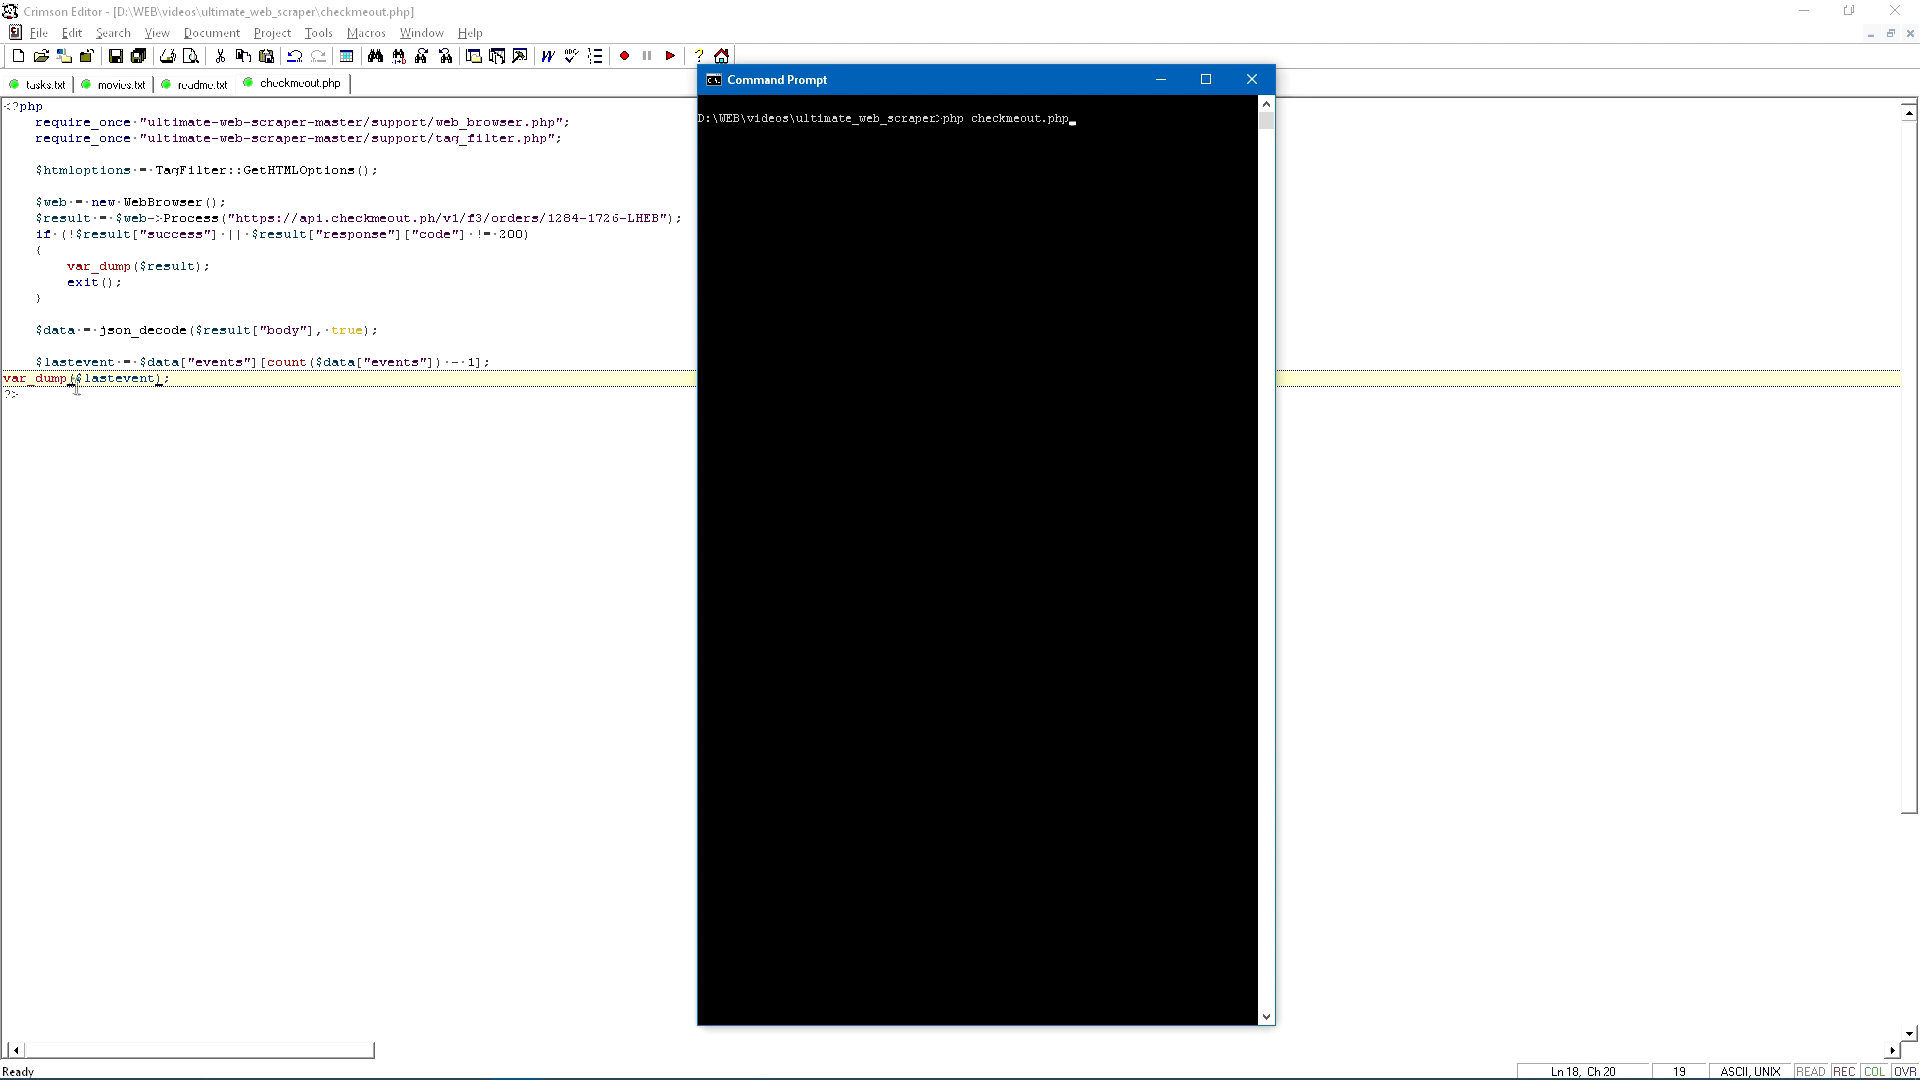 Crimson Editor - [D:\WEB\videos\ultimate_web_scraper\checkmeout.php]
File Edit Search View Document Project Tools Macros Window Help
tasks.txt movies.txt readme.txt checkmeout.php
<?php
require_once "ultimate-web-scraper-master/support/web_browser.php";
require_once "ultimate-web-scraper-master/support/tag_filter.php";
$htmloptions = TagFilter::GetHTMLOptions();
$web = new WebBrowser();
$result = $web->Process("https://api.checkmeout.ph/v1/f3/orders/1284-1726-LHEB");
if (!$result["success"] || $result["response"]["code"] != 200)
{
var_dump($result);
exit();
}
$data = json_decode($result["body"], true);
$lastevent = $data["events"][count($data["events"]) - 1];
var_dump($lastevent);
?>
Command Prompt
D:\WEB\videos\ultimate_web_scraper>php checkmeout.php
Ready
Ln 18, Ch 20 19 ASCII, UNIX READ REC COL OVR